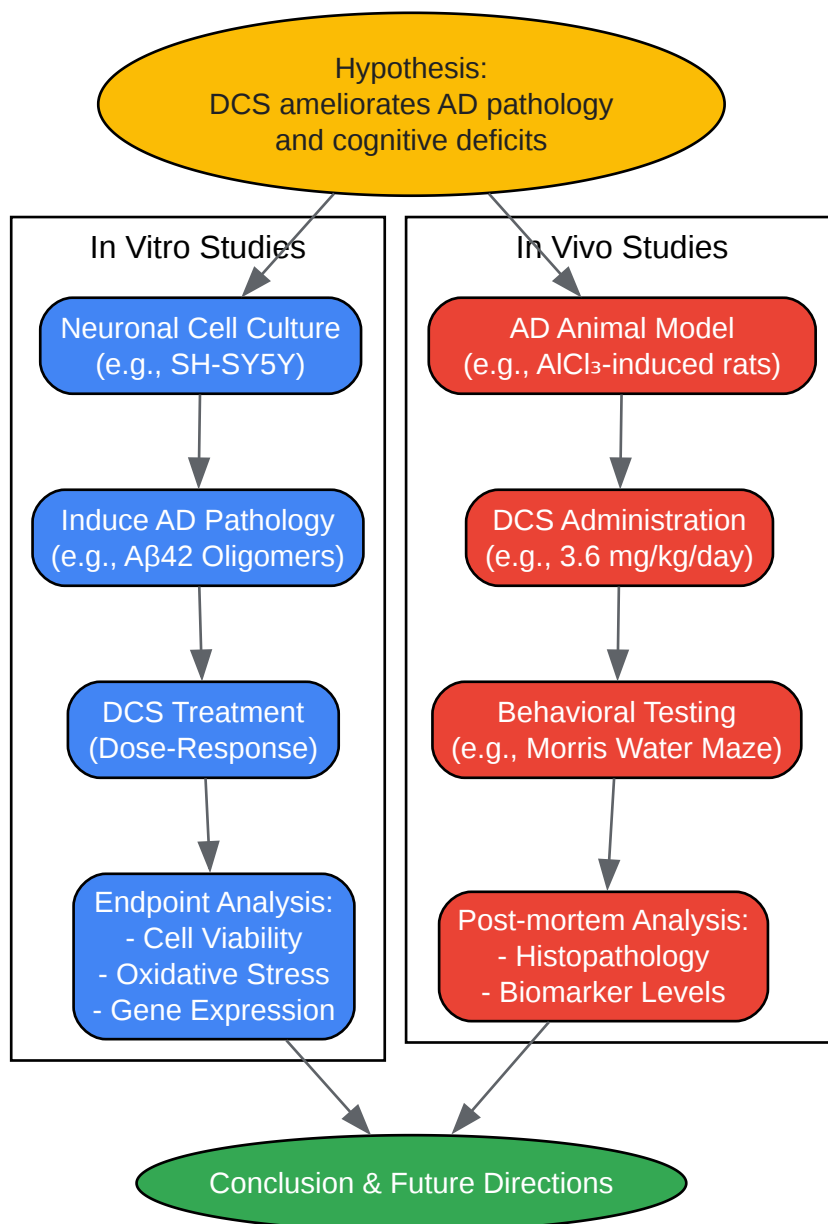 Hypothesis:
DCS ameliorates AD pathology
and cognitive deficits
In Vitro Studies
Neuronal Cell Culture
(e.g., SH-SY5Y)
Induce AD Pathology
(e.g., Aβ42 Oligomers)
DCS Treatment
(Dose-Response)
Endpoint Analysis:
- Cell Viability
- Oxidative Stress
- Gene Expression
In Vivo Studies
AD Animal Model
(e.g., AlCl₃-induced rats)
DCS Administration
(e.g., 3.6 mg/kg/day)
Behavioral Testing
(e.g., Morris Water Maze)
Post-mortem Analysis:
- Histopathology
- Biomarker Levels
Conclusion & Future Directions